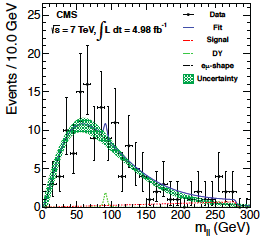 CMS
√s = 7 TeV, ∫L dt = 4.98 fb⁻¹
Data
Fit
Signal
DY
eμ-shape
Uncertainty
Events / 10.0 GeV
25
20
15
10
5
0
0 50 100 150 200 250 300
mll (GeV)